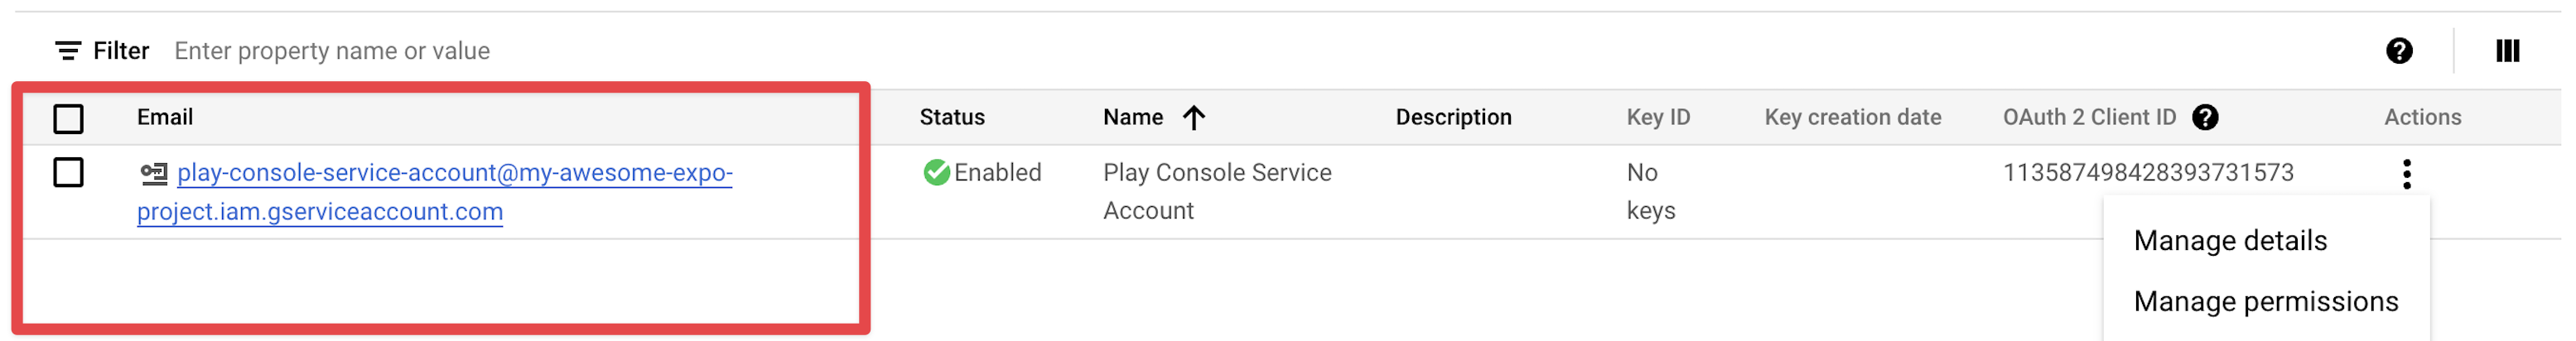 Filter Enter property name or value
Email Status Name Description Key ID Key creation date OAuth 2 Client ID Actions
play-console-service-account@my-awesome-expo- Enabled Play Console Service No 113587498428393731573
project.iam.gserviceaccount.com Account keys
Manage details
Manage permissions